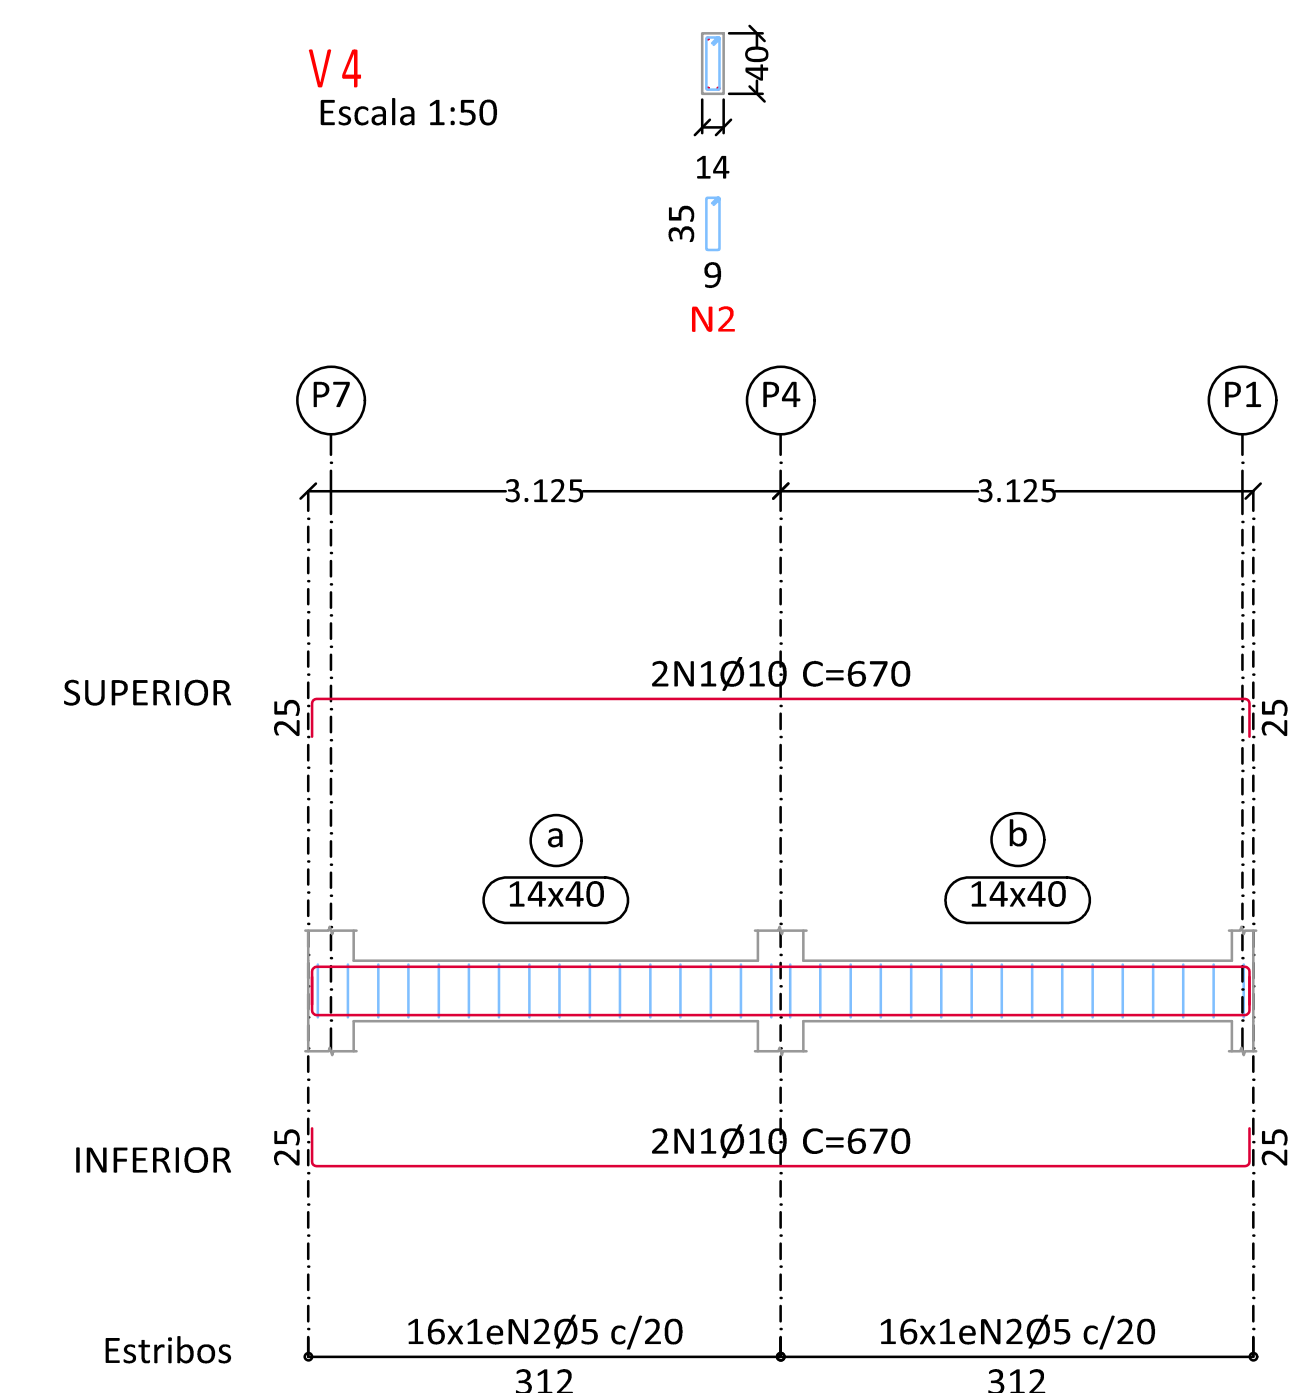 V 4
Escala 1:50
40
14
35
9
N2
P7 P4 P1
3.125 3.125
2N1Ø10 C=670
SUPERIOR
25 25
a b
14x40 14x40
2N1Ø10 C=670
INFERIOR
25 25
16x1eN2Ø5 c/20 16x1eN2Ø5 c/20
Estribos
312 312